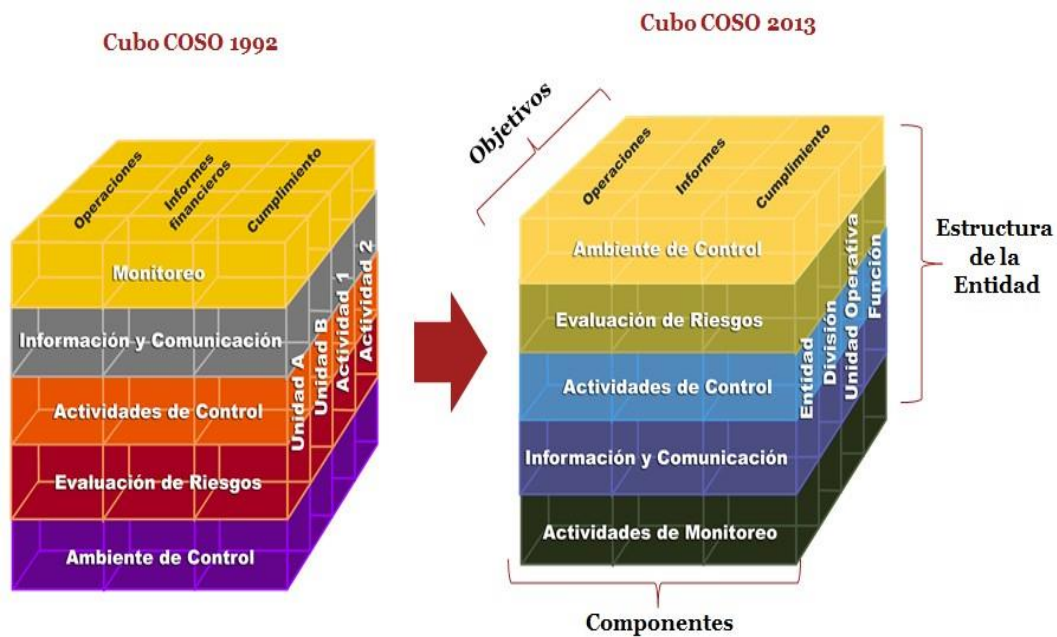 Cubo COSO 1992
Operaciones
Informes
financieros
Cumplimiento
Monitoreo
Información y Comunicación
Actividades de Control
Evaluación de Riesgos
Ambiente de Control
Unidad A
Unidad B
Actividad 1
Actividad 2
Cubo COSO 2013
Objetivos
Operaciones
Informes
Cumplimiento
Ambiente de Control
Evaluación de Riesgos
Actividades de Control
Información y Comunicación
Actividades de Monitoreo
Entidad
División
Unidad Operativa
Función
Estructura
de la
Entidad
Componentes